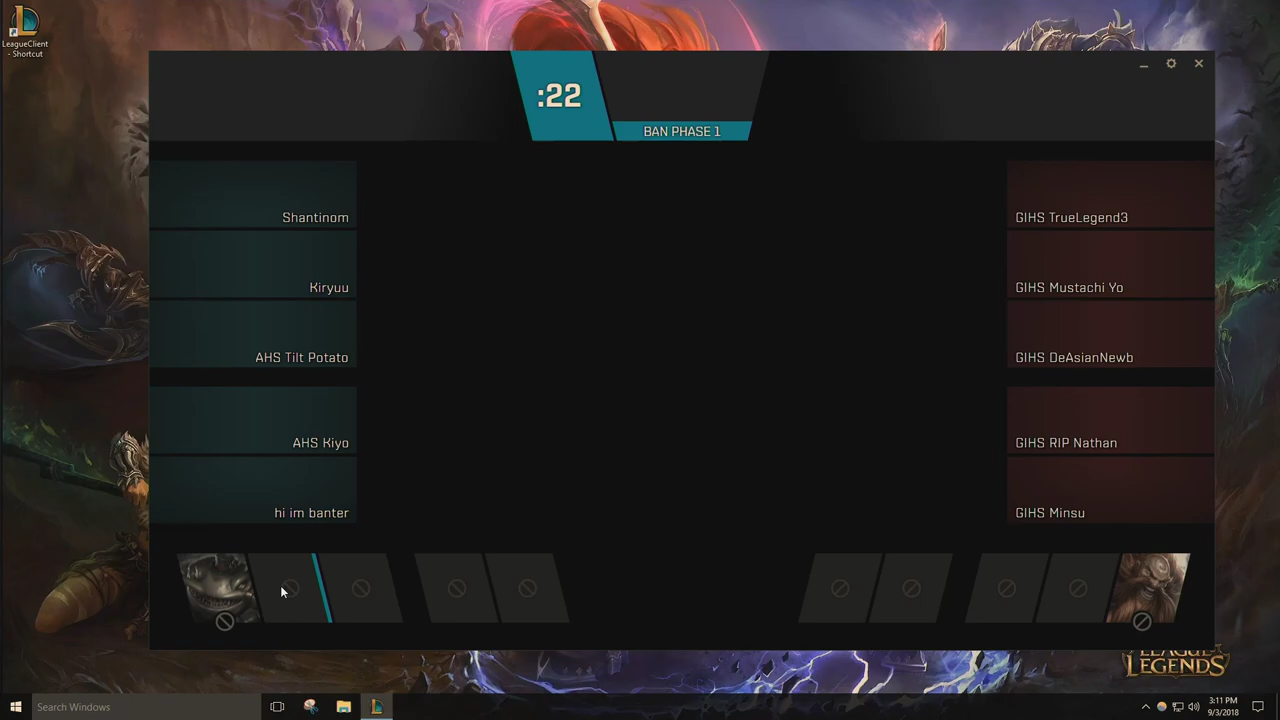 LeagueClient
- Shortcut
:22
BAN PHASE 1
Shantinom
Kiryuu
AHS Tilt Potato
AHS Kiyo
hi im banter
GIHS TrueLegend3
GIHS Mustachi Yo
GIHS DeAsianNewb
GIHS RIP Nathan
GIHS Minsu
LEAGUE OF
LEGENDS
Search Windows
3:11 PM
9/3/2018